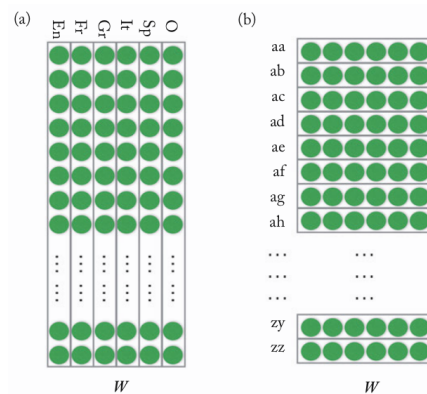 (a)
En Fr Gr It Sp O
W
(b)
aa
ab
ac
ad
ae
af
ag
ah
... ...
... ...
... ...
zy
zz
W